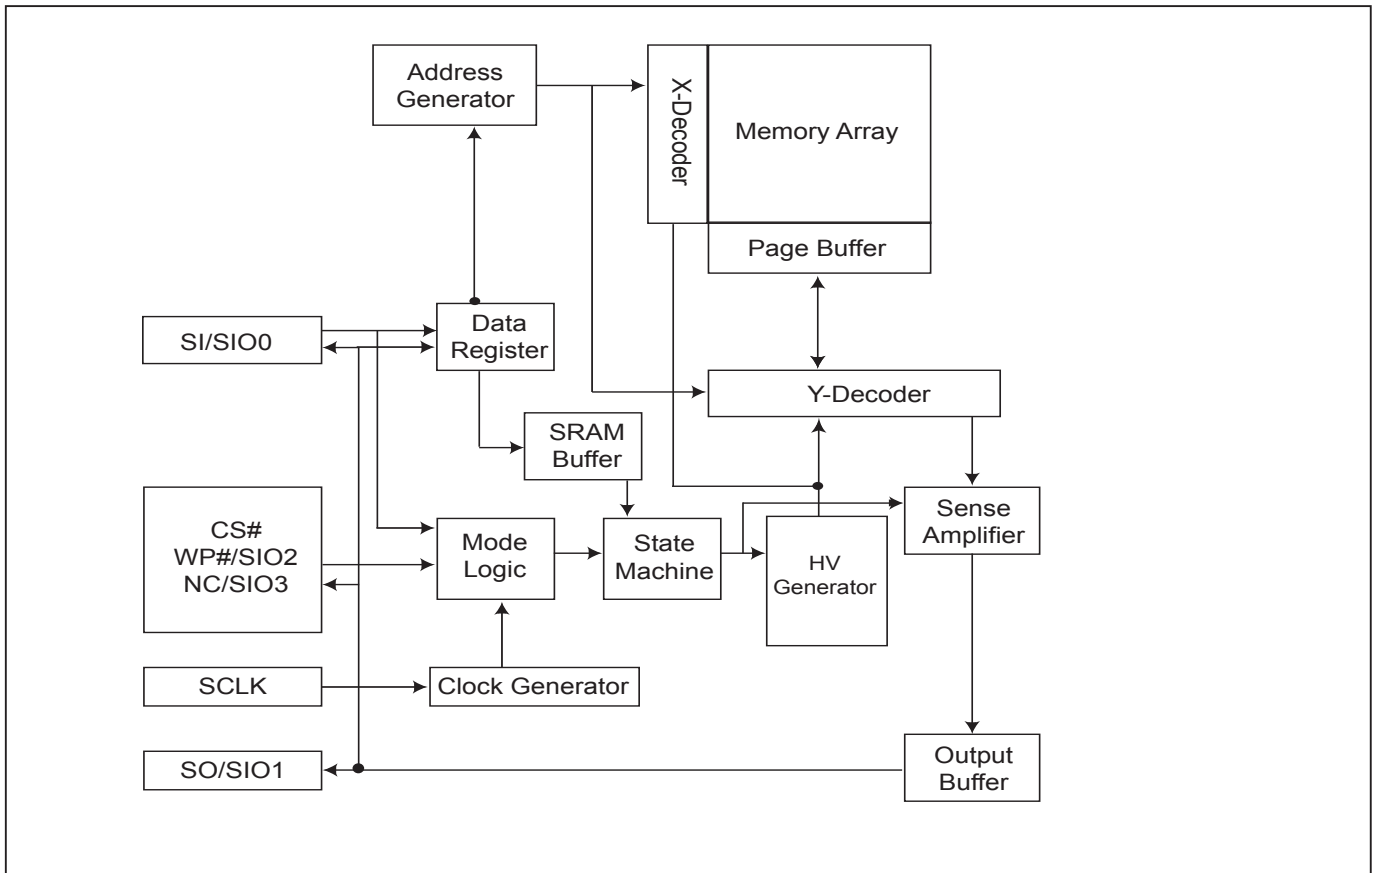 Address
Generator
X-Decoder
Memory Array
Page Buffer
SI/SIO0
Data
Register
Y-Decoder
SRAM
Buffer
CS#
WP#/SIO2
NC/SIO3
Mode
Logic
State
Machine
HV
Generator
Sense
Amplifier
SCLK
Clock Generator
SO/SIO1
Output
Buffer